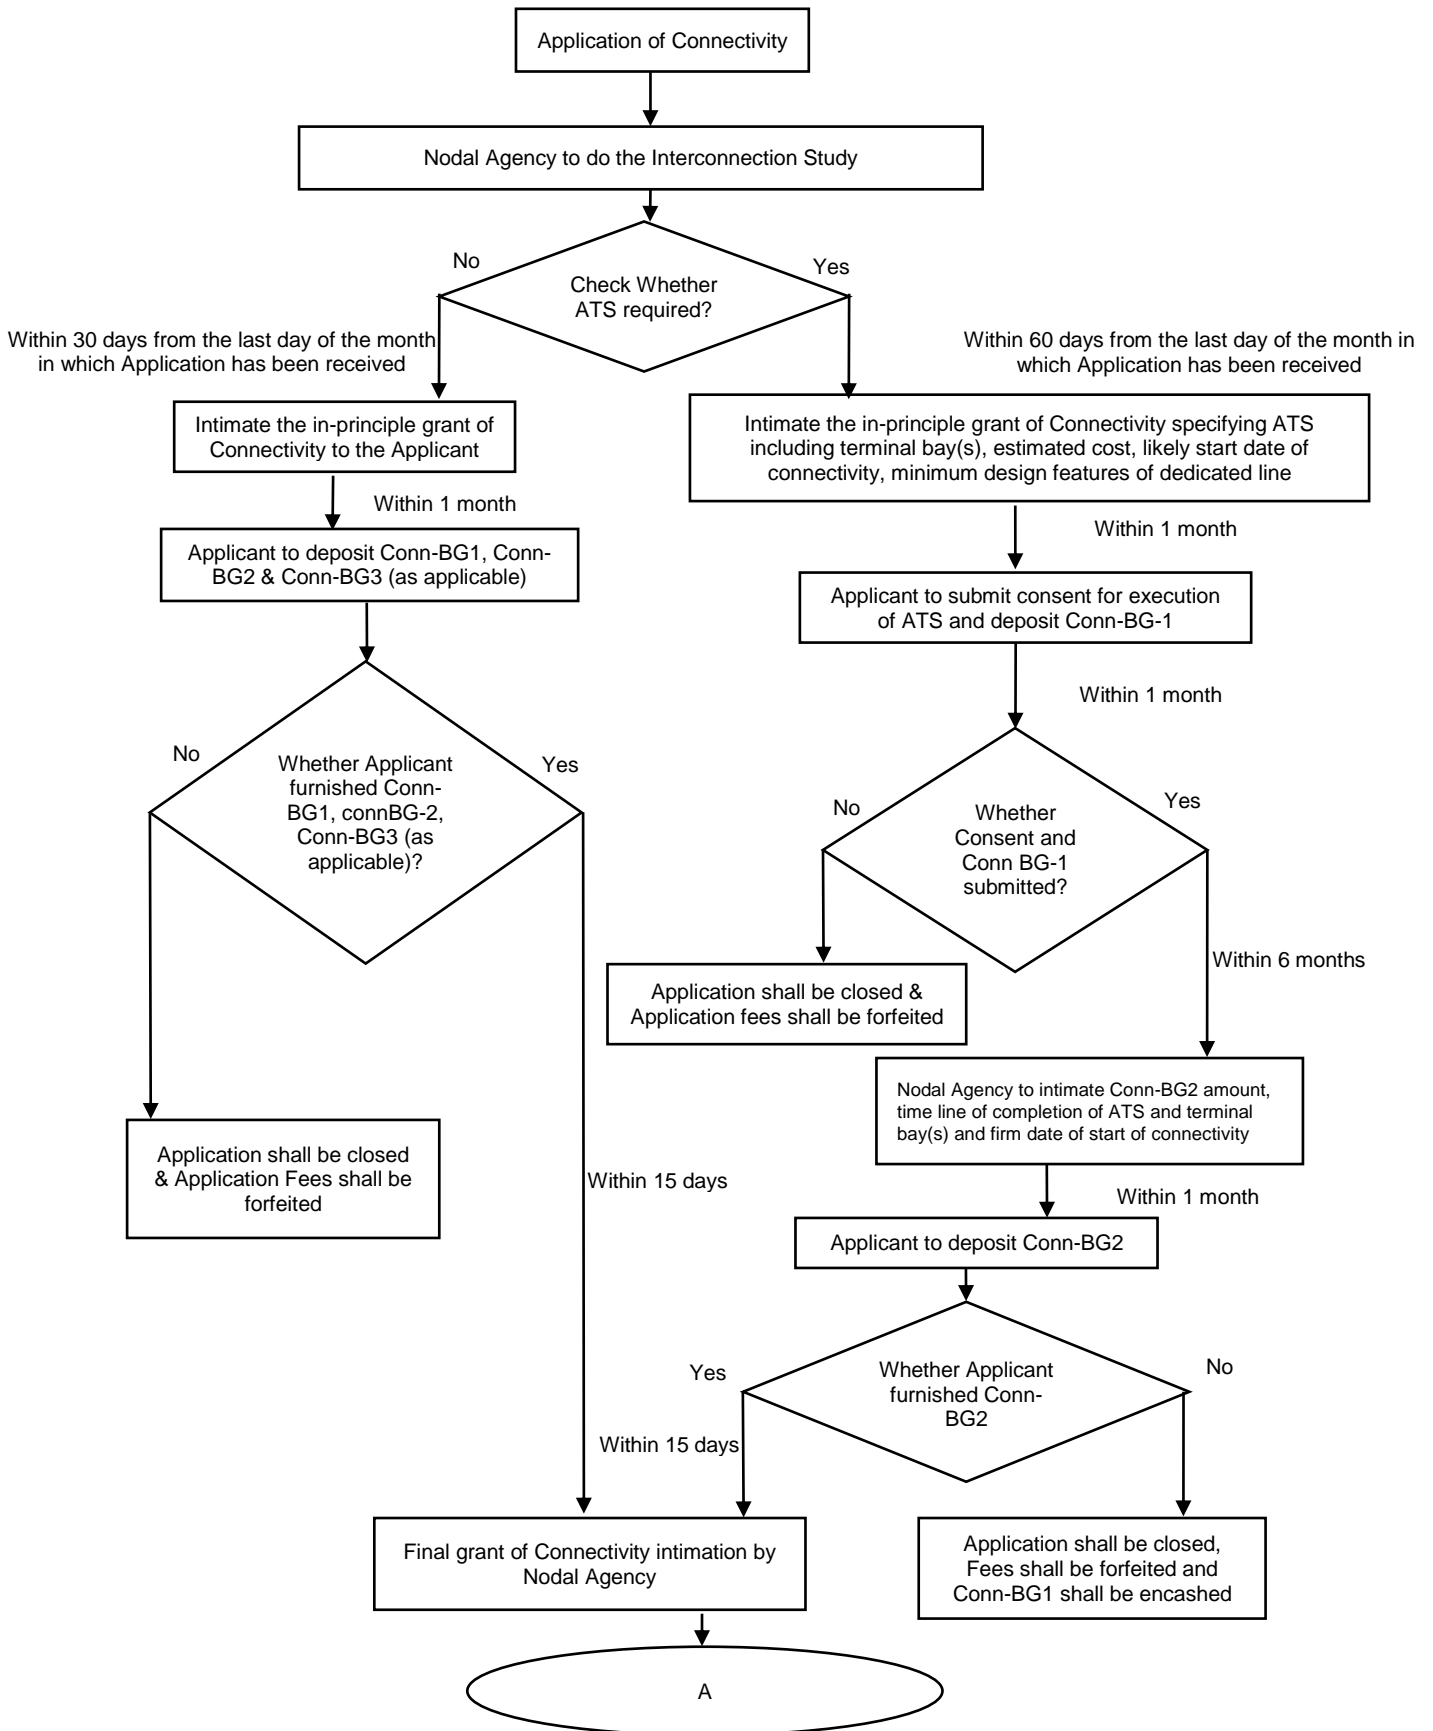 Application of Connectivity
Nodal Agency to do the Interconnection Study
No
Yes
Check Whether
ATS required?
Within 30 days from the last day of the month
in which Application has been received
Within 60 days from the last day of the month in
which Application has been received
Intimate the in-principle grant of
Connectivity to the Applicant
Intimate the in-principle grant of Connectivity specifying ATS
including terminal bay(s), estimated cost, likely start date of
connectivity, minimum design features of dedicated line
Within 1 month
Within 1 month
Applicant to deposit Conn-BG1, Conn-
BG2 & Conn-BG3 (as applicable)
Applicant to submit consent for execution
of ATS and deposit Conn-BG-1
Within 1 month
No
Yes
Whether Applicant
furnished Conn-
BG1, connBG-2,
Conn-BG3 (as
applicable)?
No
Yes
Whether
Consent and
Conn BG-1
submitted?
Within 6 months
Application shall be closed &
Application fees shall be forfeited
Nodal Agency to intimate Conn-BG2 amount,
time line of completion of ATS and terminal
bay(s) and firm date of start of connectivity
Application shall be closed
& Application Fees shall be
forfeited
Within 15 days
Within 1 month
Applicant to deposit Conn-BG2
Yes
No
Whether Applicant
furnished Conn-
BG2
Within 15 days
Final grant of Connectivity intimation by
Nodal Agency
Application shall be closed,
Fees shall be forfeited and
Conn-BG1 shall be encashed
A